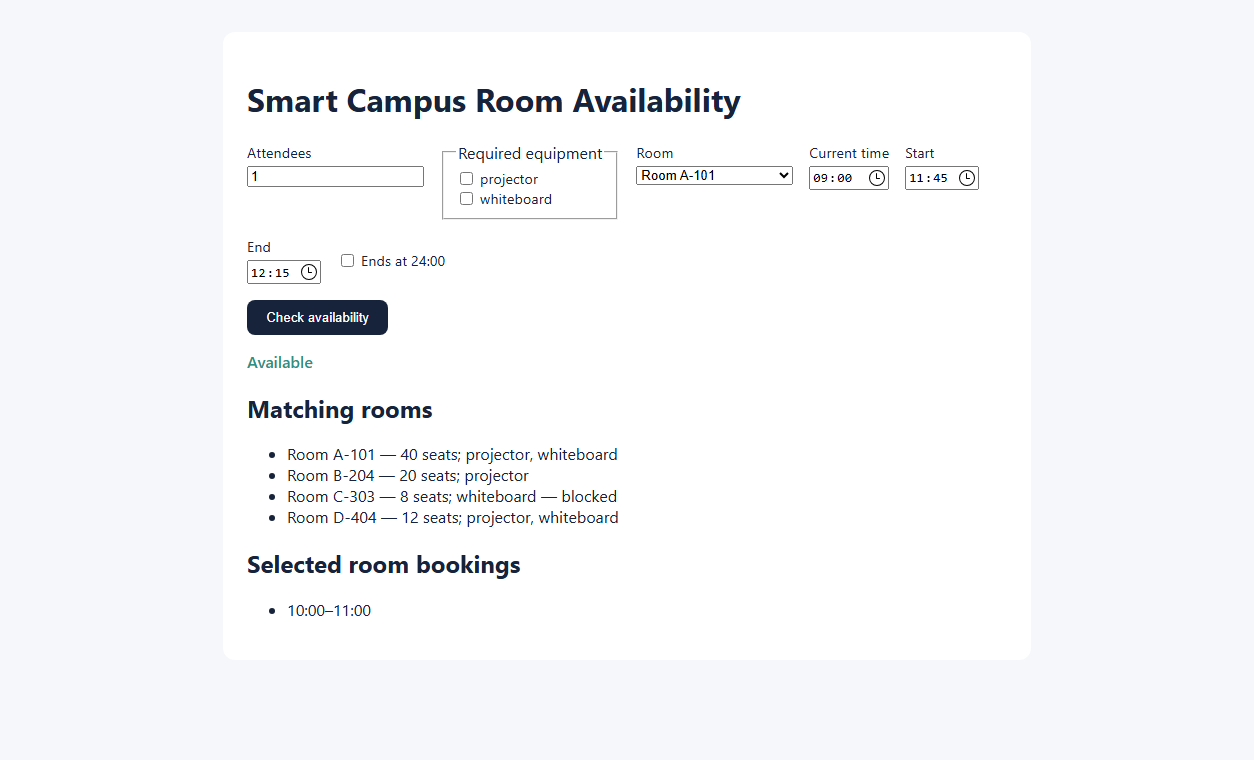 Smart Campus Room Availability
Attendees
1
Required equipment
projector
whiteboard
Room
Room A-101
Current time
09:00
Start
11:45
End
12:15
Ends at 24:00
Check availability
Available
Matching rooms
Room A-101 — 40 seats; projector, whiteboard
Room B-204 — 20 seats; projector
Room C-303 — 8 seats; whiteboard — blocked
Room D-404 — 12 seats; projector, whiteboard
Selected room bookings
10:00–11:00